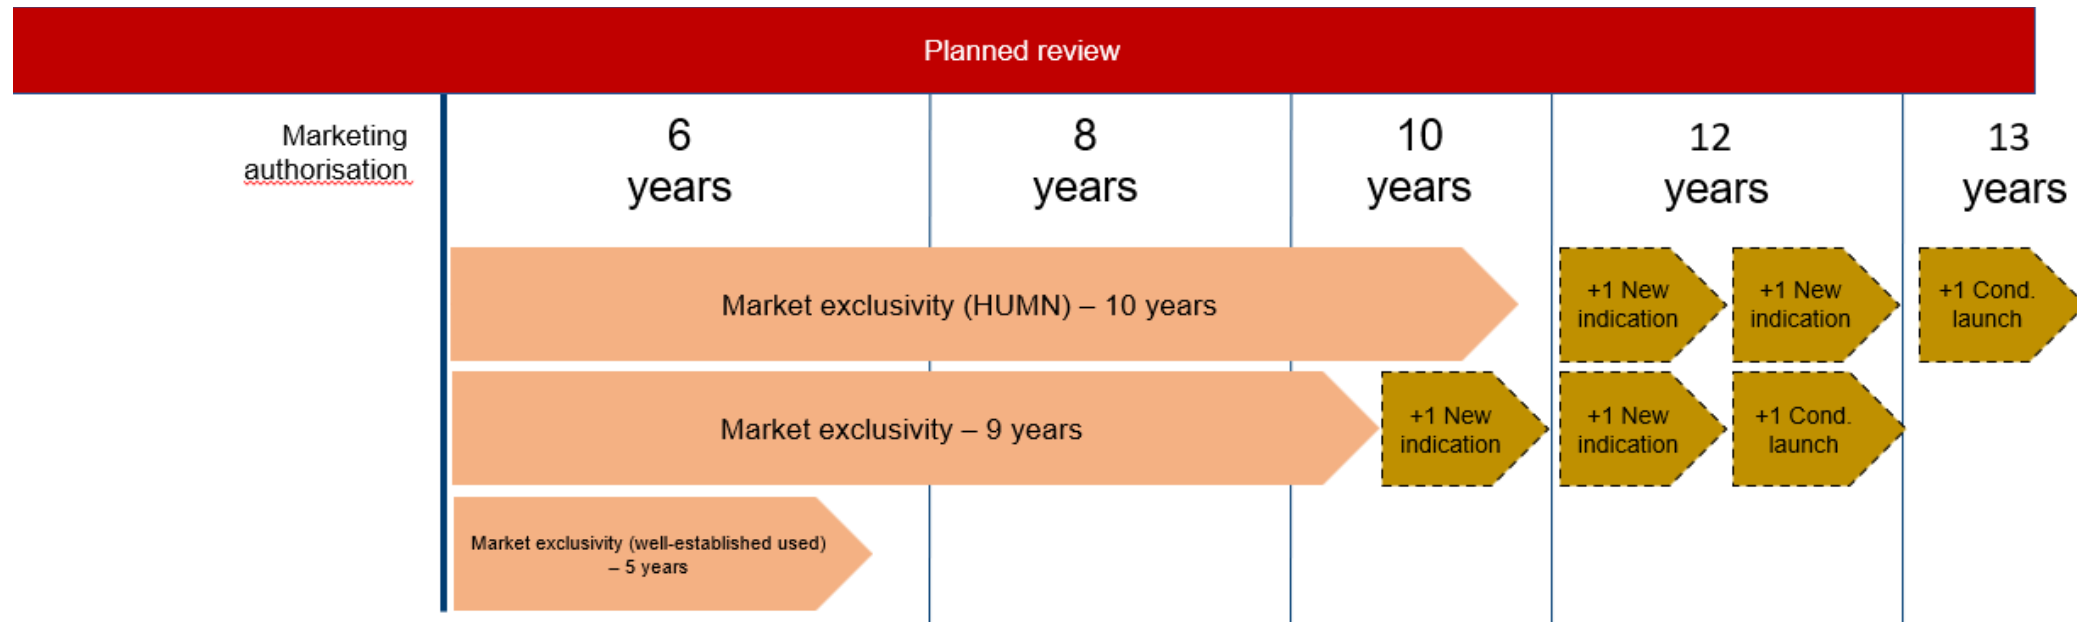 Planned review
Marketing
authorisation
6
years
8
years
10
years
12
years
13
years
Market exclusivity (HUMN) – 10 years
+1 New
indication
+1 New
indication
+1 Cond.
launch
Market exclusivity – 9 years
+1 New
indication
+1 New
indication
+1 Cond.
launch
Market exclusivity (well-established used)
– 5 years